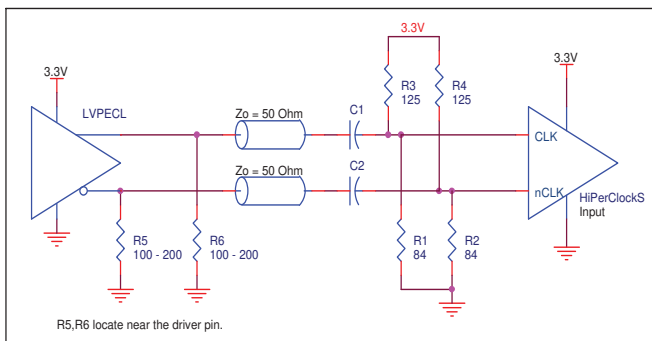 3.3V
3.3V
3.3V
R3
125
R4
125
LVPECL
Zo = 50 Ohm
C1
CLK
Zo = 50 Ohm
C2
nCLK
HiPerClockS
Input
R5
100 - 200
R6
100 - 200
R1
84
R2
84
R5,R6 locate near the driver pin.